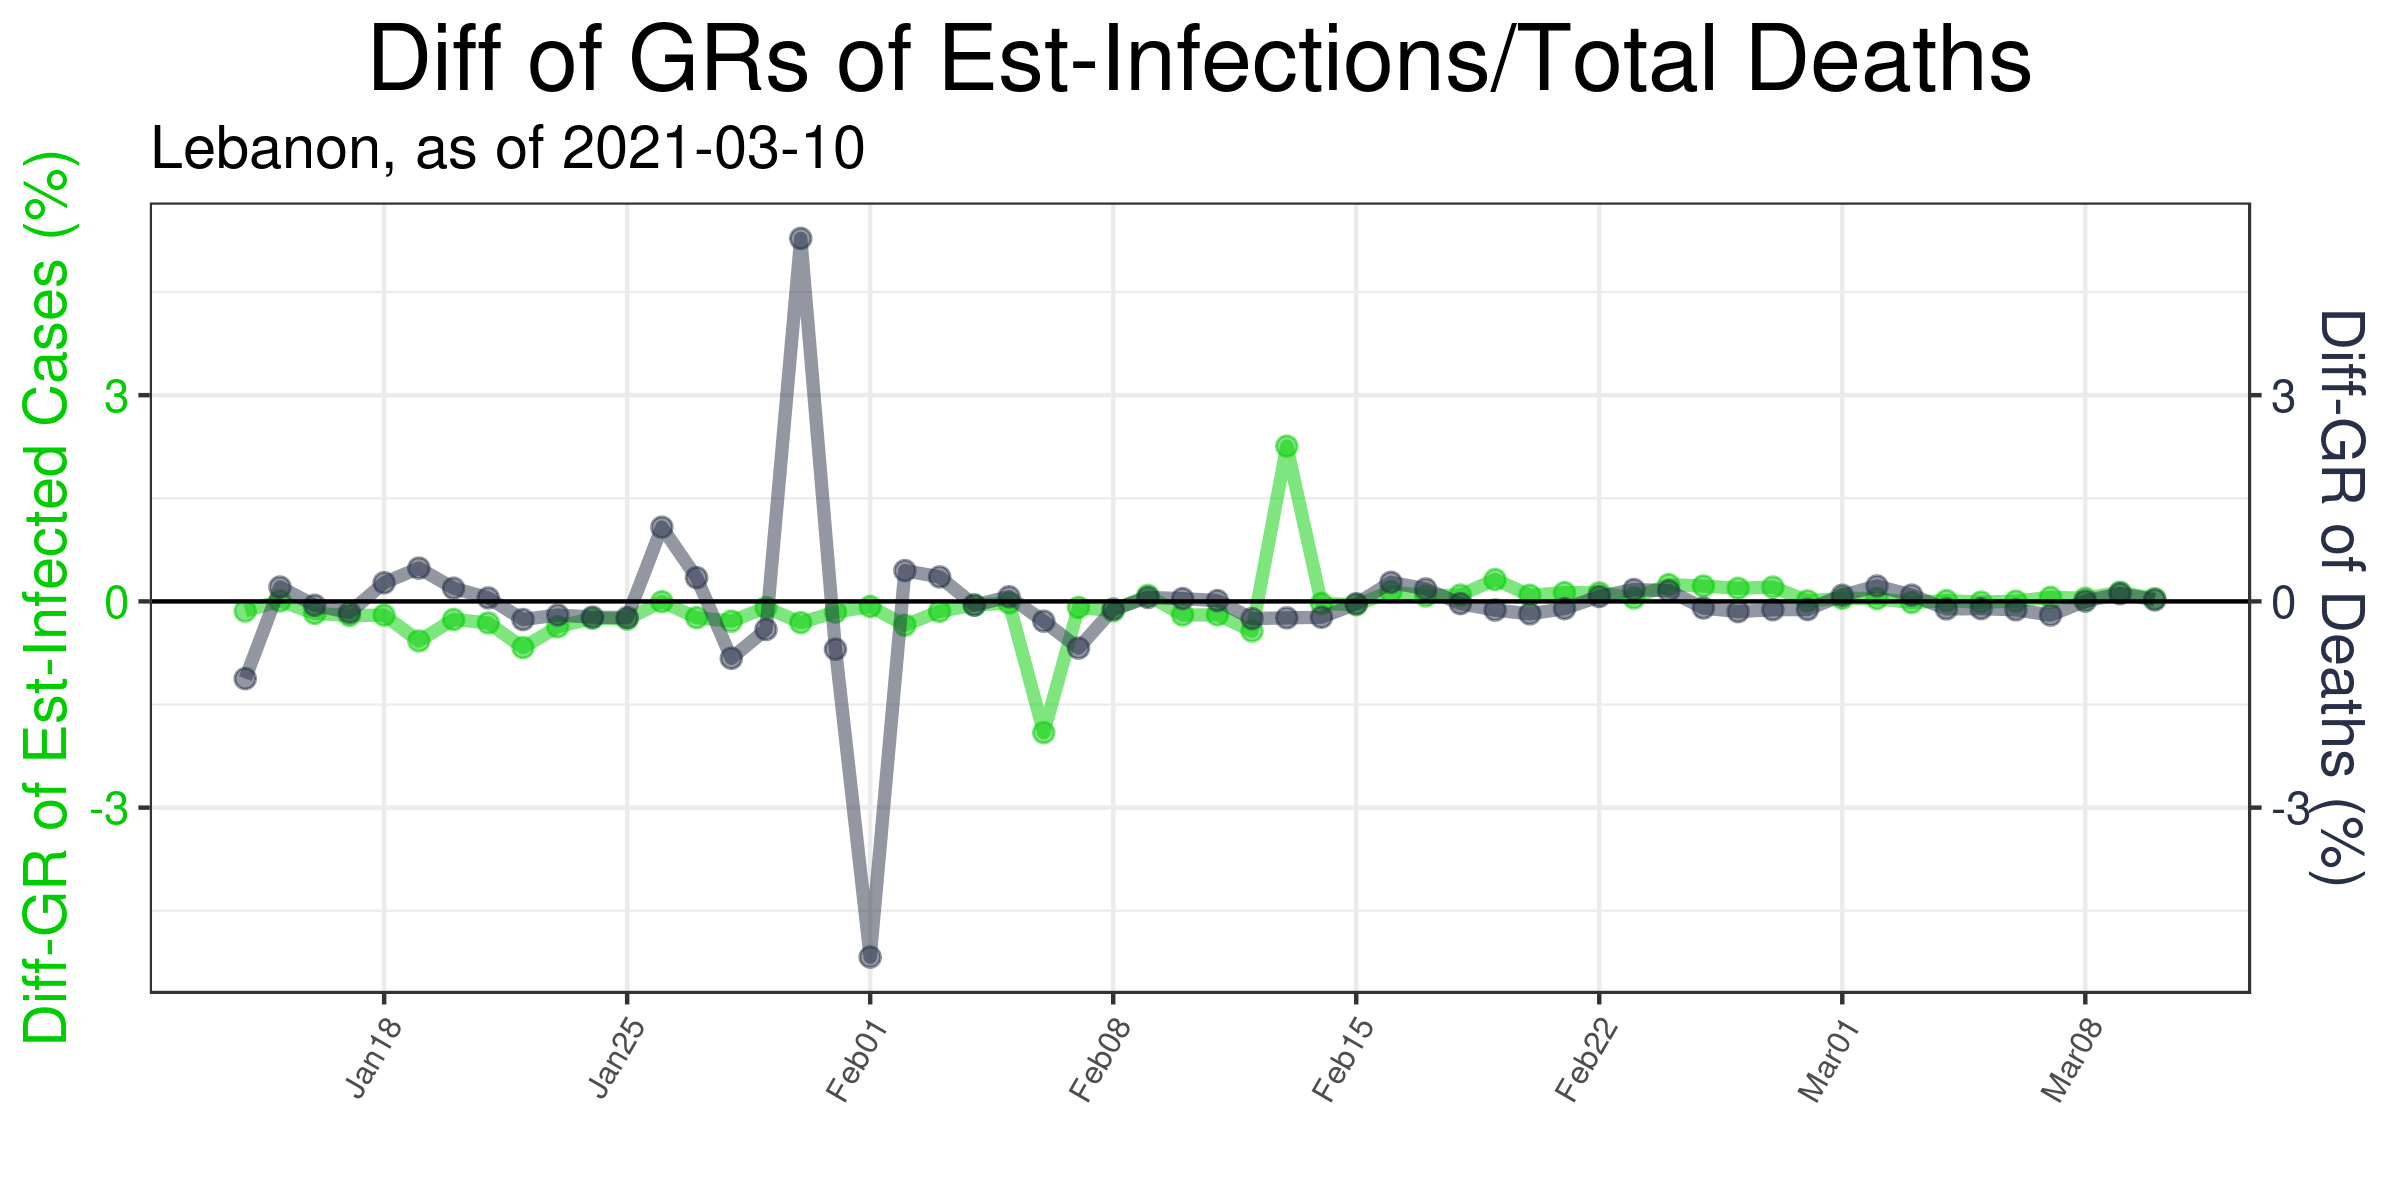 Diff of GRs of Est-Infections/Total Deaths
Lebanon, as of 2021-03-10
Diff-GR of Est-Infected Cases (%)
3
0
-3
3
0
-3
Diff-GR of Deaths (%)
Jan18
Jan25
Feb01
Feb08
Feb15
Feb22
Mar01
Mar08